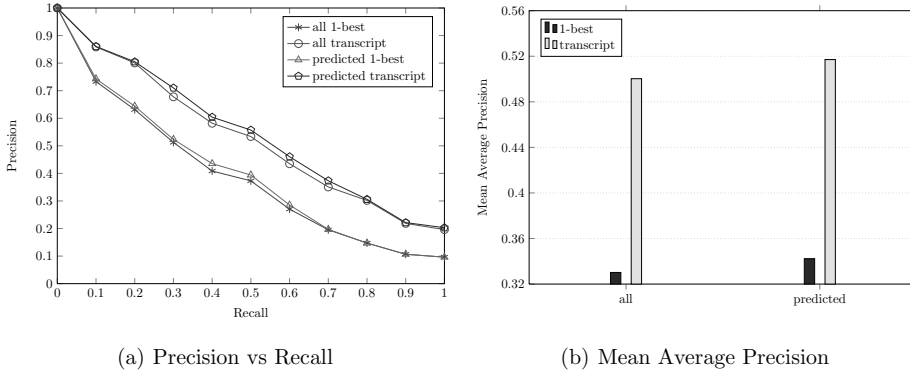 1
0.9
0.8
0.7
0.6
0.5
0.4
0.3
0.2
0.1
0
Precision
all 1-best
all transcript
predicted 1-best
predicted transcript
0 0.1 0.2 0.3 0.4 0.5 0.6 0.7 0.8 0.9 1
Recall
(a) Precision vs Recall
0.56
0.52
0.48
0.44
0.4
0.36
0.32
Mean Average Precision
1-best
transcript
all predicted
(b) Mean Average Precision